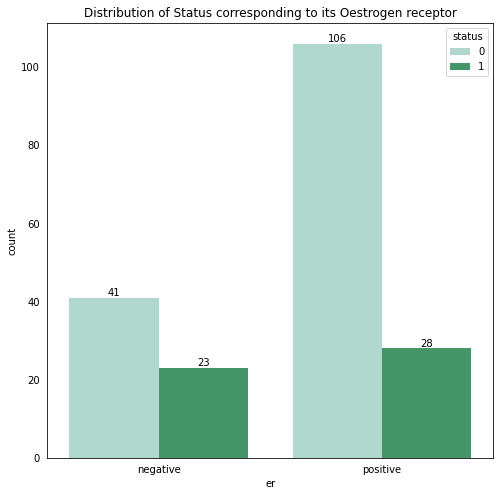 Distribution of Status corresponding to its Oestrogen receptor
status
0
1
106
100
80
60
count
41
40
28
23
20
0
negative
positive
er